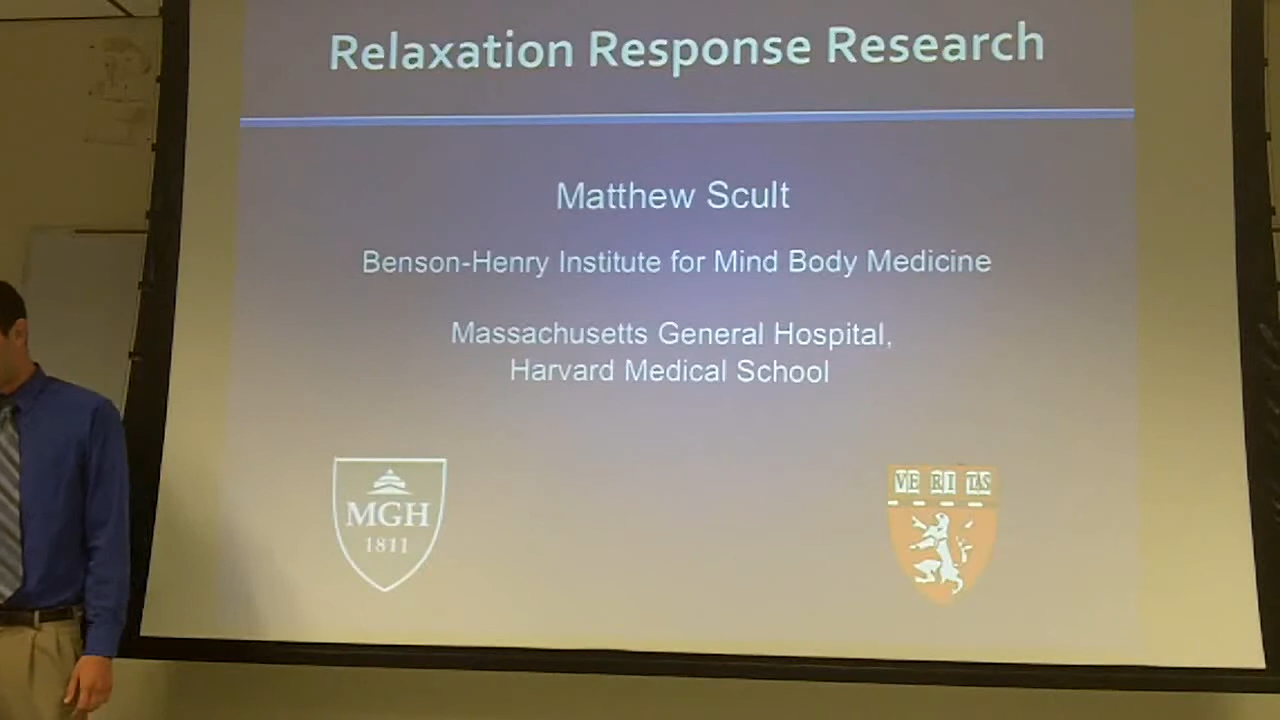 Relaxation Response Research
Matthew Scult
Benson-Henry Institute for Mind Body Medicine
Massachusetts General Hospital,
Harvard Medical School
MGH
1811
VE RI TAS